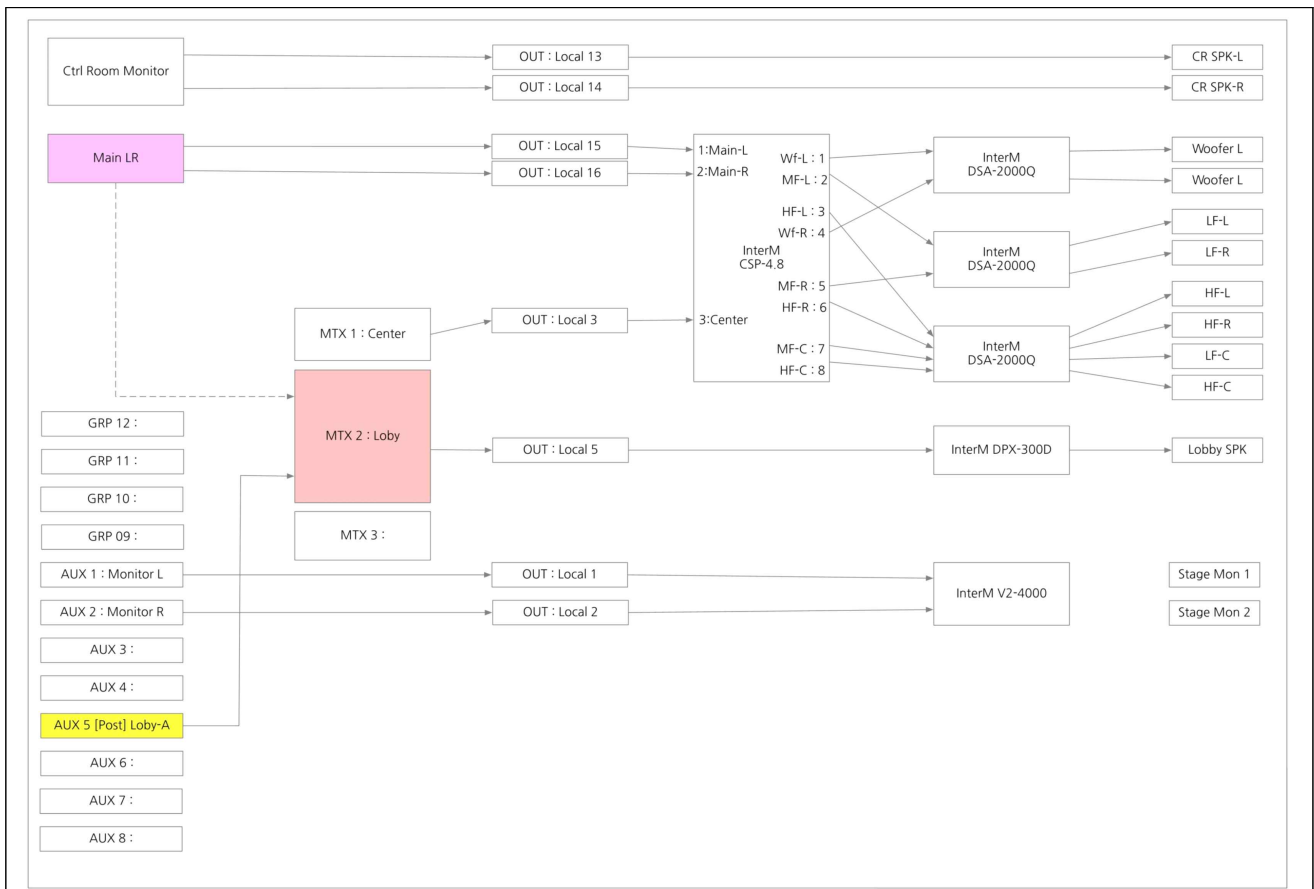 Ctrl Room Monitor
OUT : Local 13
CR SPK-L
OUT : Local 14
CR SPK-R
Main LR
OUT : Local 15
OUT : Local 16
1:Main-L
2:Main-R
3:Center
InterM
CSP-4.8
Wf-L : 1
MF-L : 2
HF-L : 3
Wf-R : 4
MF-R : 5
HF-R : 6
MF-C : 7
HF-C : 8
InterM
DSA-2000Q
InterM
DSA-2000Q
InterM
DSA-2000Q
Woofer L
Woofer L
LF-L
LF-R
HF-L
HF-R
LF-C
HF-C
MTX 1 : Center
OUT : Local 3
MTX 2 : Loby
OUT : Local 5
InterM DPX-300D
Lobby SPK
MTX 3 :
GRP 12 :
GRP 11 :
GRP 10 :
GRP 09 :
AUX 1 : Monitor L
OUT : Local 1
AUX 2 : Monitor R
OUT : Local 2
InterM V2-4000
Stage Mon 1
Stage Mon 2
AUX 3 :
AUX 4 :
AUX 5 [Post] Loby-A
AUX 6 :
AUX 7 :
AUX 8 :